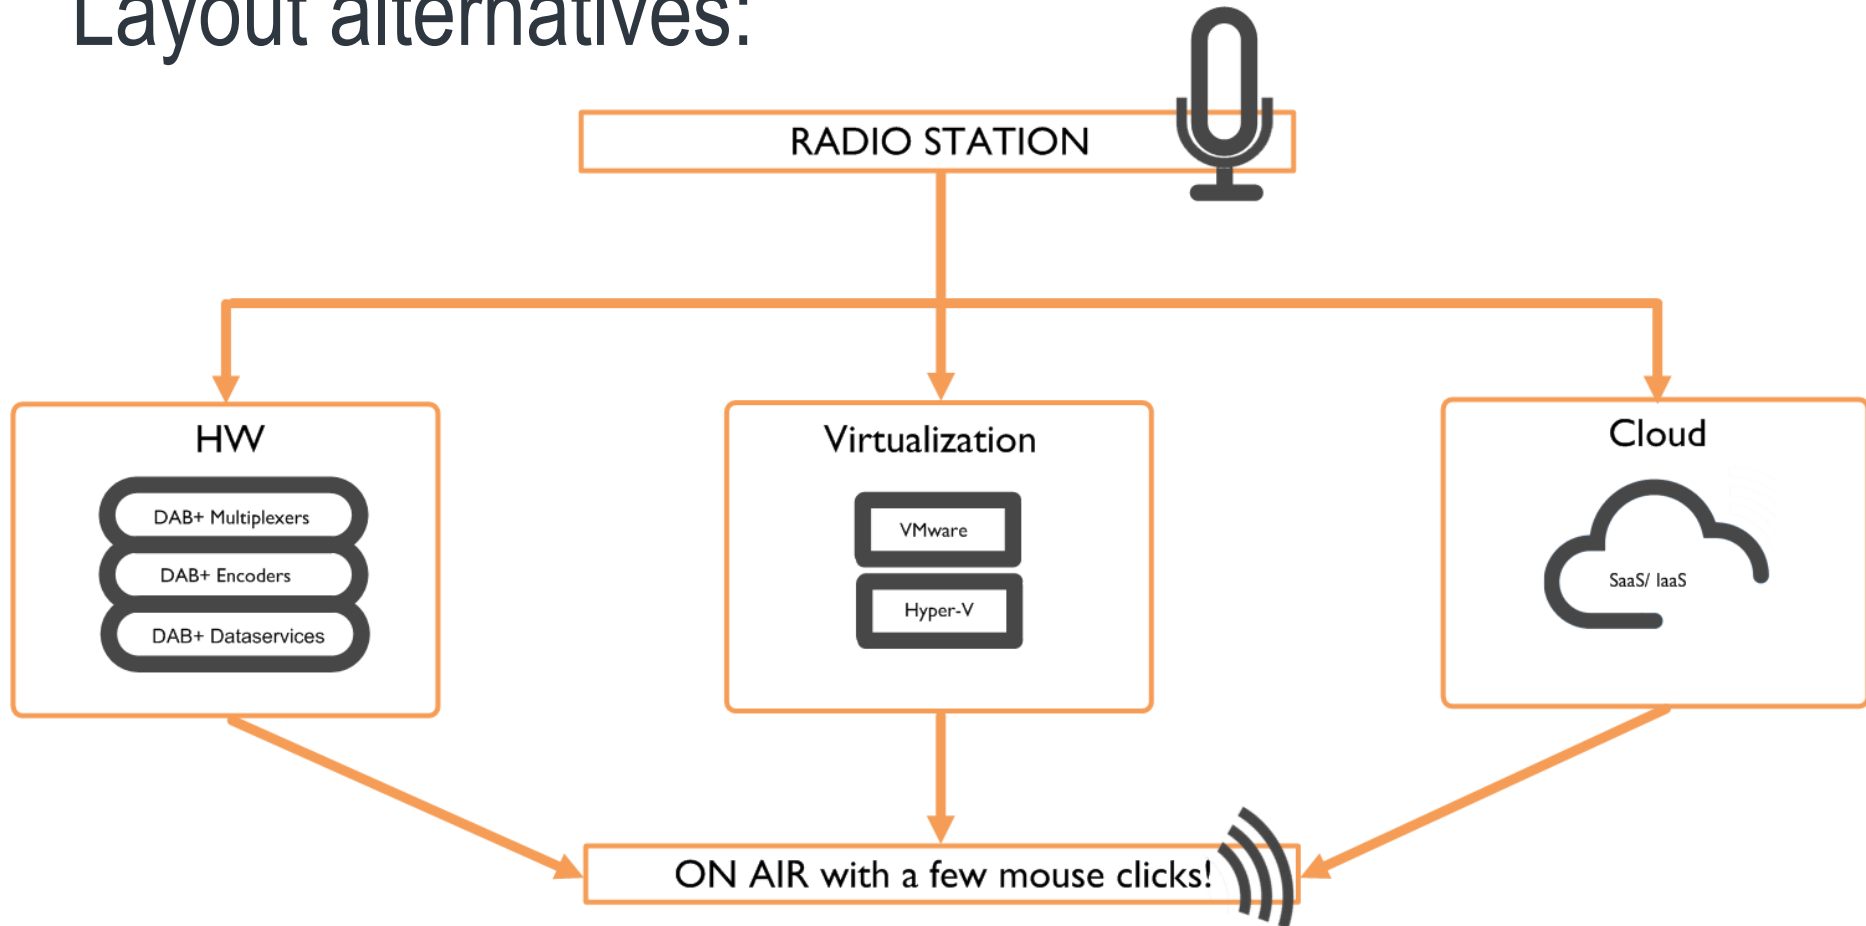 Layout alternatives:
RADIO STATION
HW
DAB+ Multiplexers
DAB+ Encoders
DAB+ Dataservices
Virtualization
VMware
Hyper-V
Cloud
SaaS/ IaaS
ON AIR with a few mouse clicks!